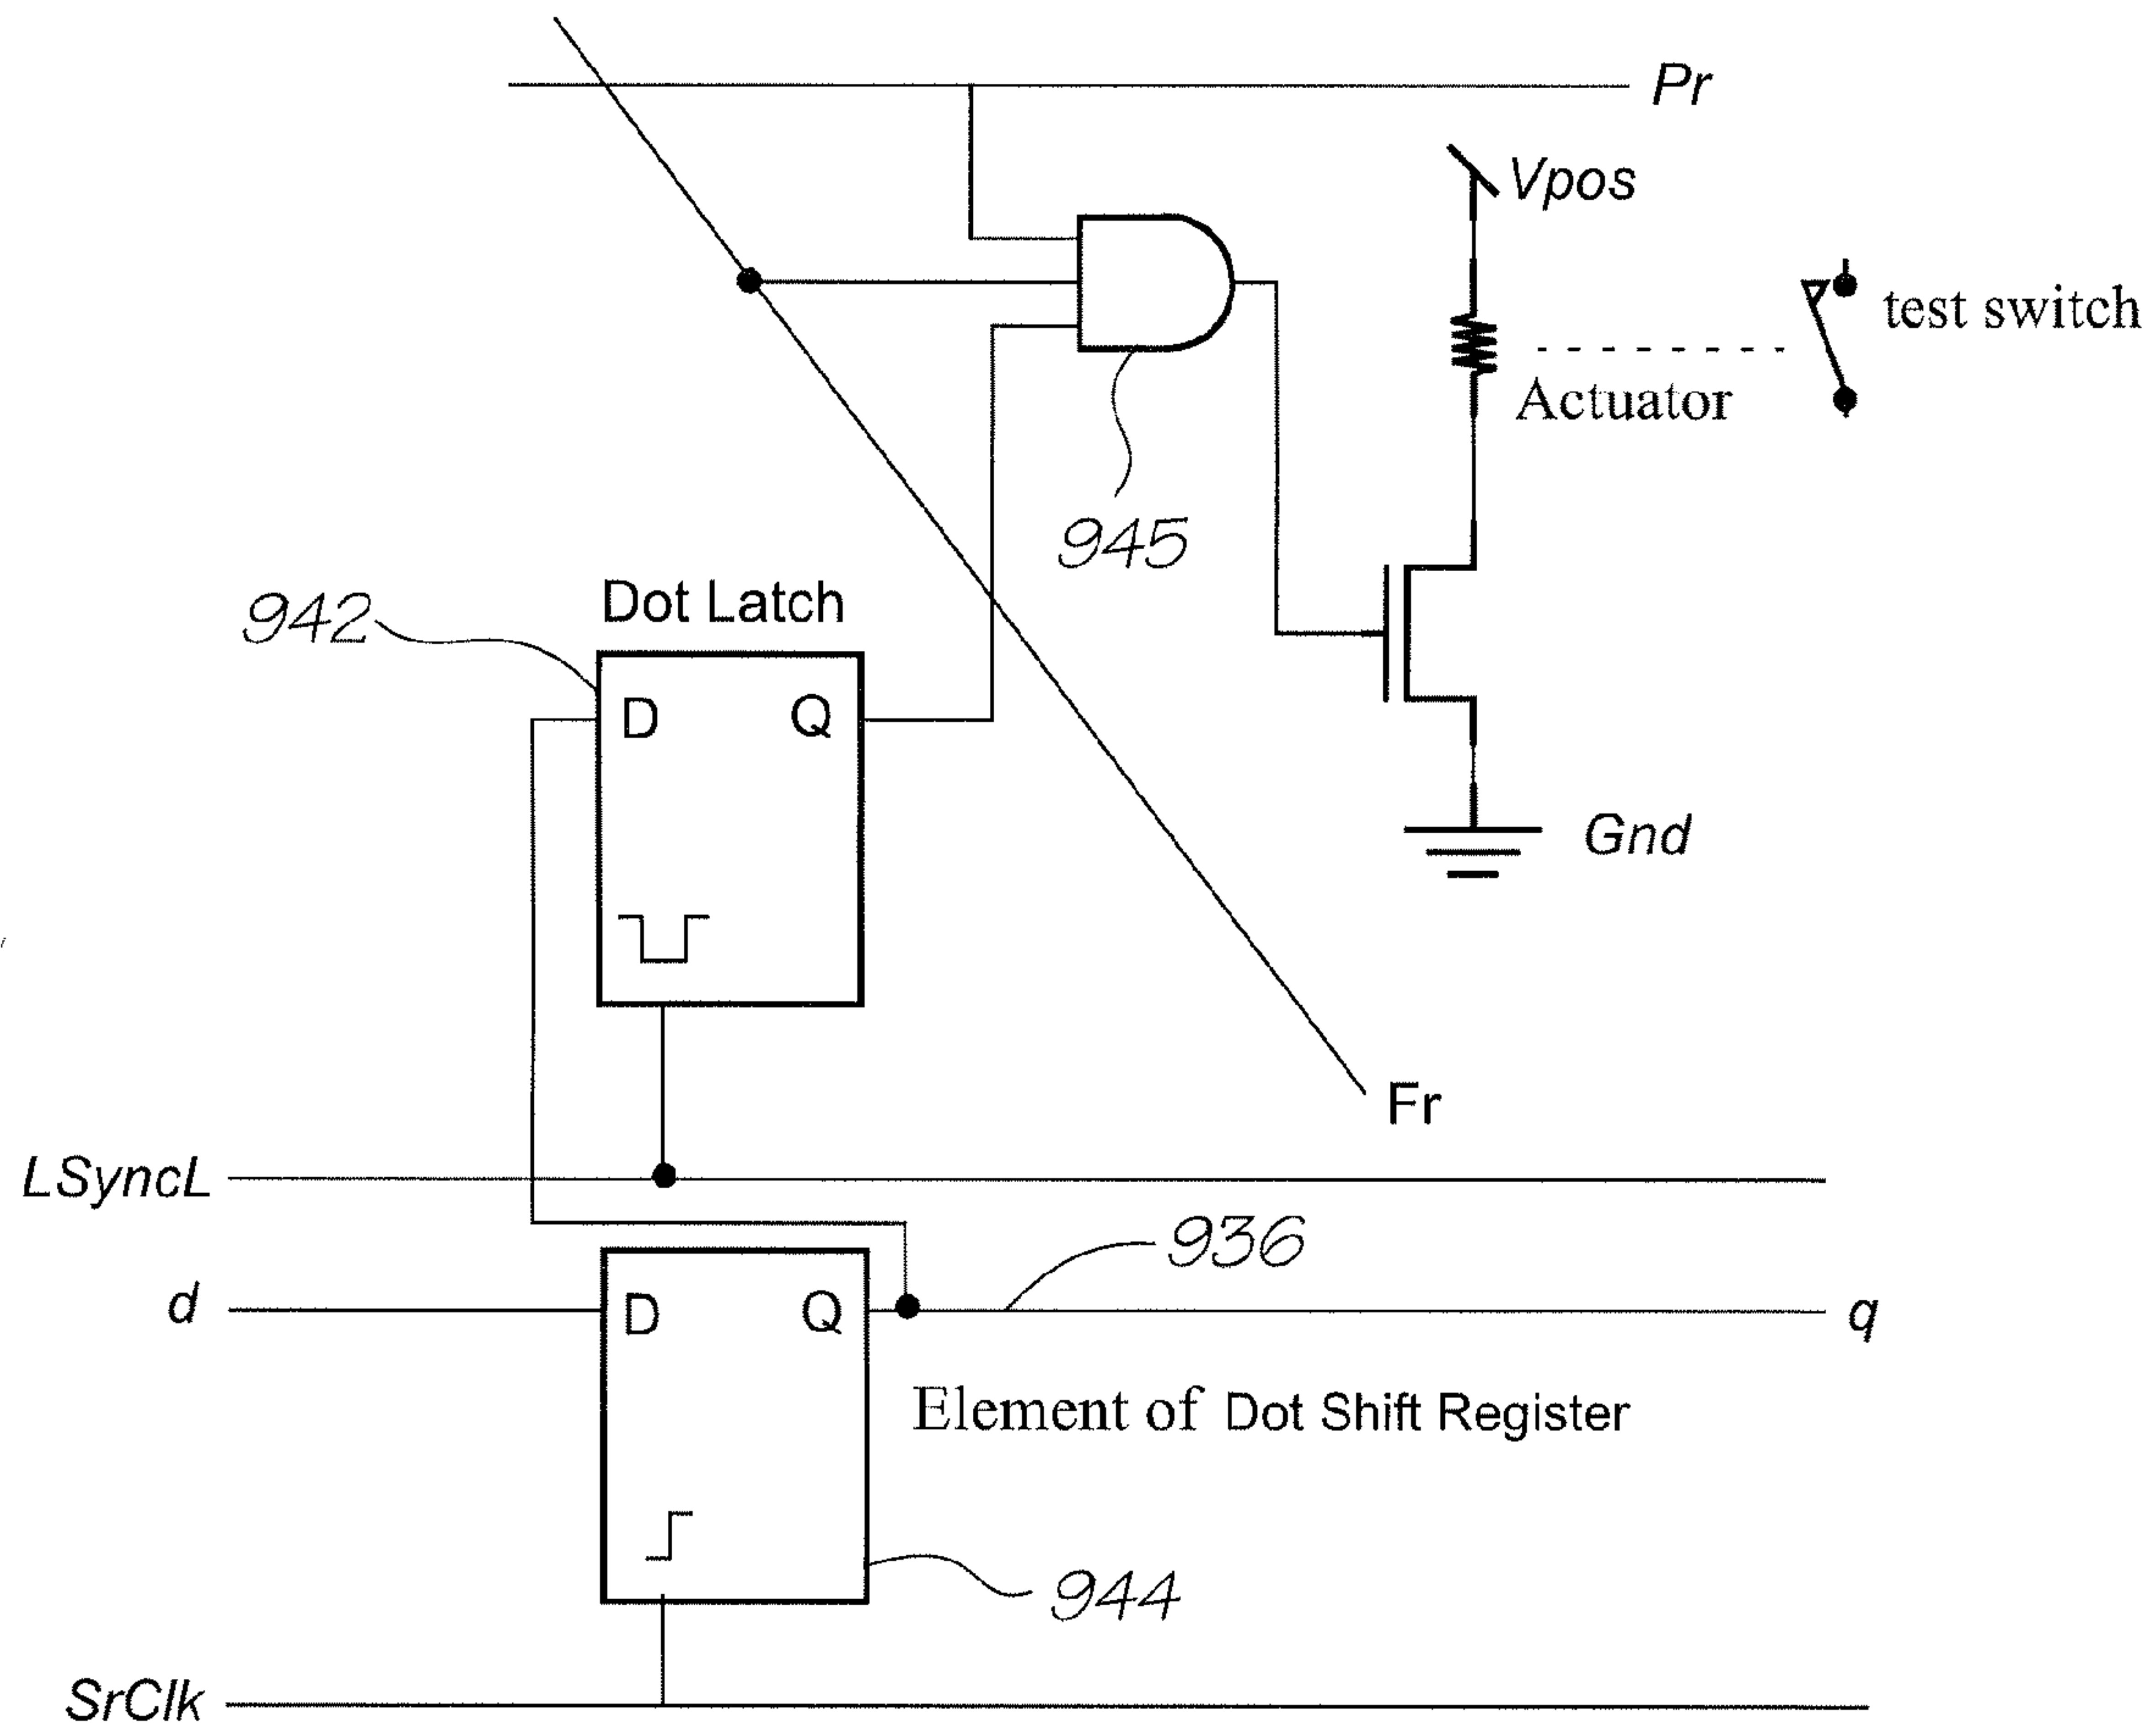 Pr
Vpos
test switch
Actuator
945
942
Dot Latch
D Q
Gnd
Fr
LSyncL
936
d
D Q
q
Element of Dot Shift Register
944
SrClk